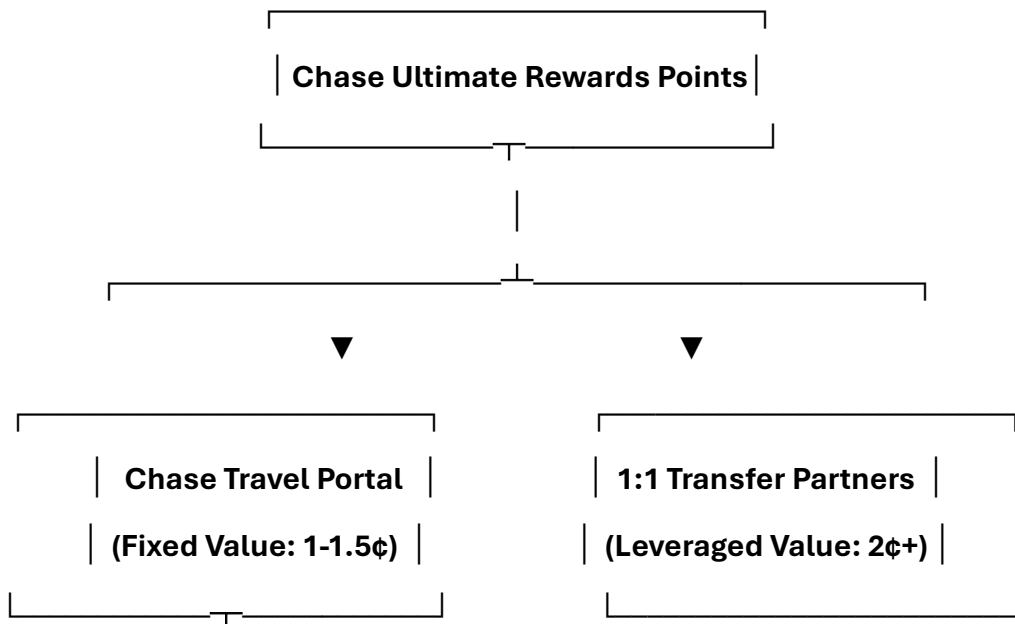 Chase Ultimate Rewards Points
Chase Travel Portal
1:1 Transfer Partners
(Fixed Value: 1-1.5¢)
(Leveraged Value: 2¢+)